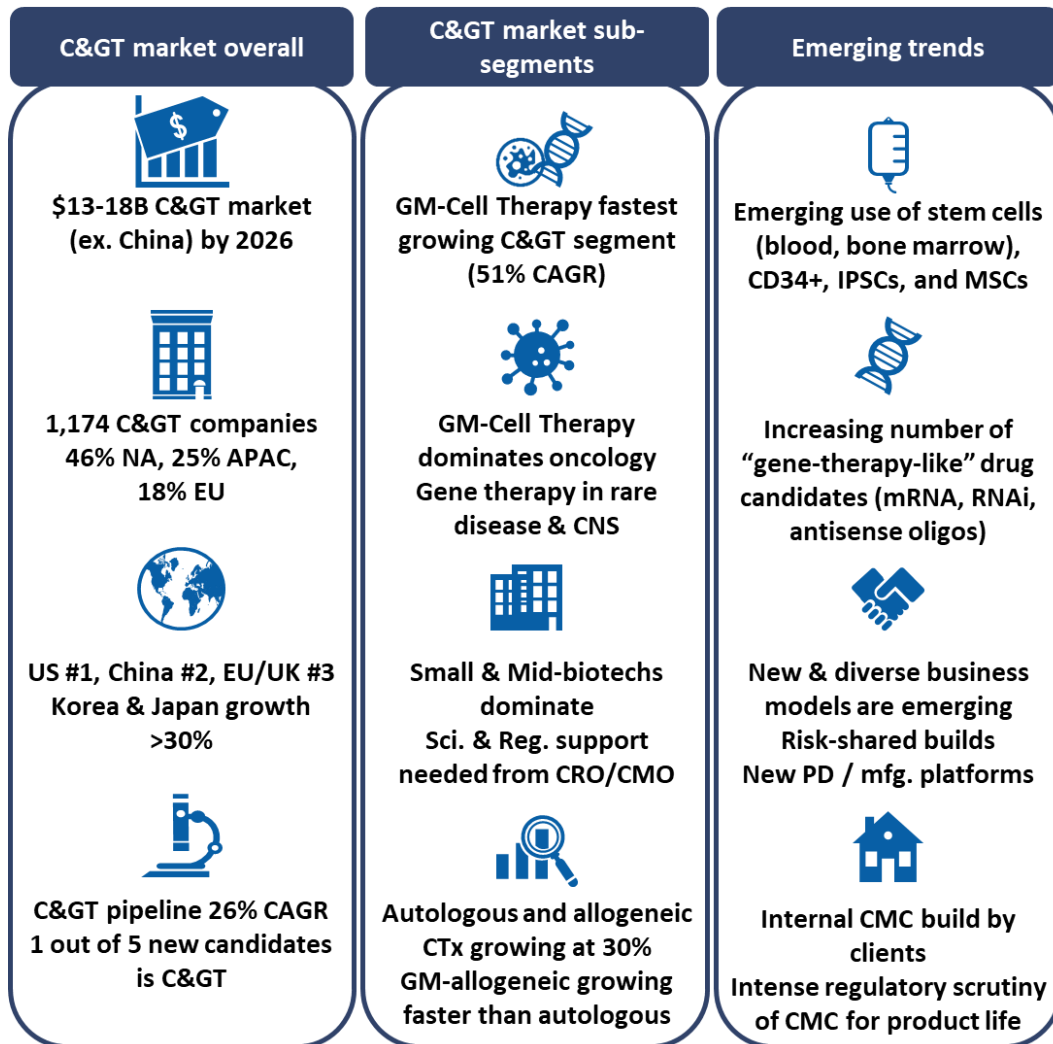 C&GT market overall
$
$13-18B C&GT market
(ex. China) by 2026
1,174 C&GT companies
46% NA, 25% APAC,
18% EU
US #1, China #2, EU/UK #3
Korea & Japan growth
>30%
C&GT pipeline 26% CAGR
1 out of 5 new candidates
is C&GT
C&GT market sub-
segments
GM-Cell Therapy fastest
growing C&GT segment
(51% CAGR)
GM-Cell Therapy
dominates oncology
Gene therapy in rare
disease & CNS
Small & Mid-biotechs
dominate
Sci. & Reg. support
needed from CRO/CMO
Autologous and allogeneic
CTx growing at 30%
GM-allogeneic growing
faster than autologous
Emerging trends
Emerging use of stem cells
(blood, bone marrow),
CD34+, IPSCs, and MSCs
Increasing number of
“gene-therapy-like” drug
candidates (mRNA, RNAi,
antisense oligos)
New & diverse business
models are emerging
Risk-shared builds
New PD / mfg. platforms
Internal CMC build by
clients
Intense regulatory scrutiny
of CMC for product life